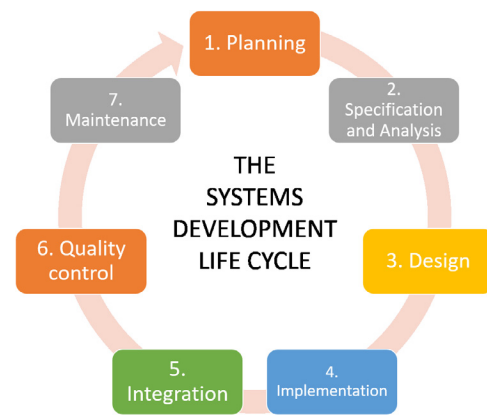 1. Planning
2.
Specification
and Analysis
3. Design
4.
Implementation
5.
Integration
6. Quality
control
7.
Maintenance
THE
SYSTEMS
DEVELOPMENT
LIFE CYCLE